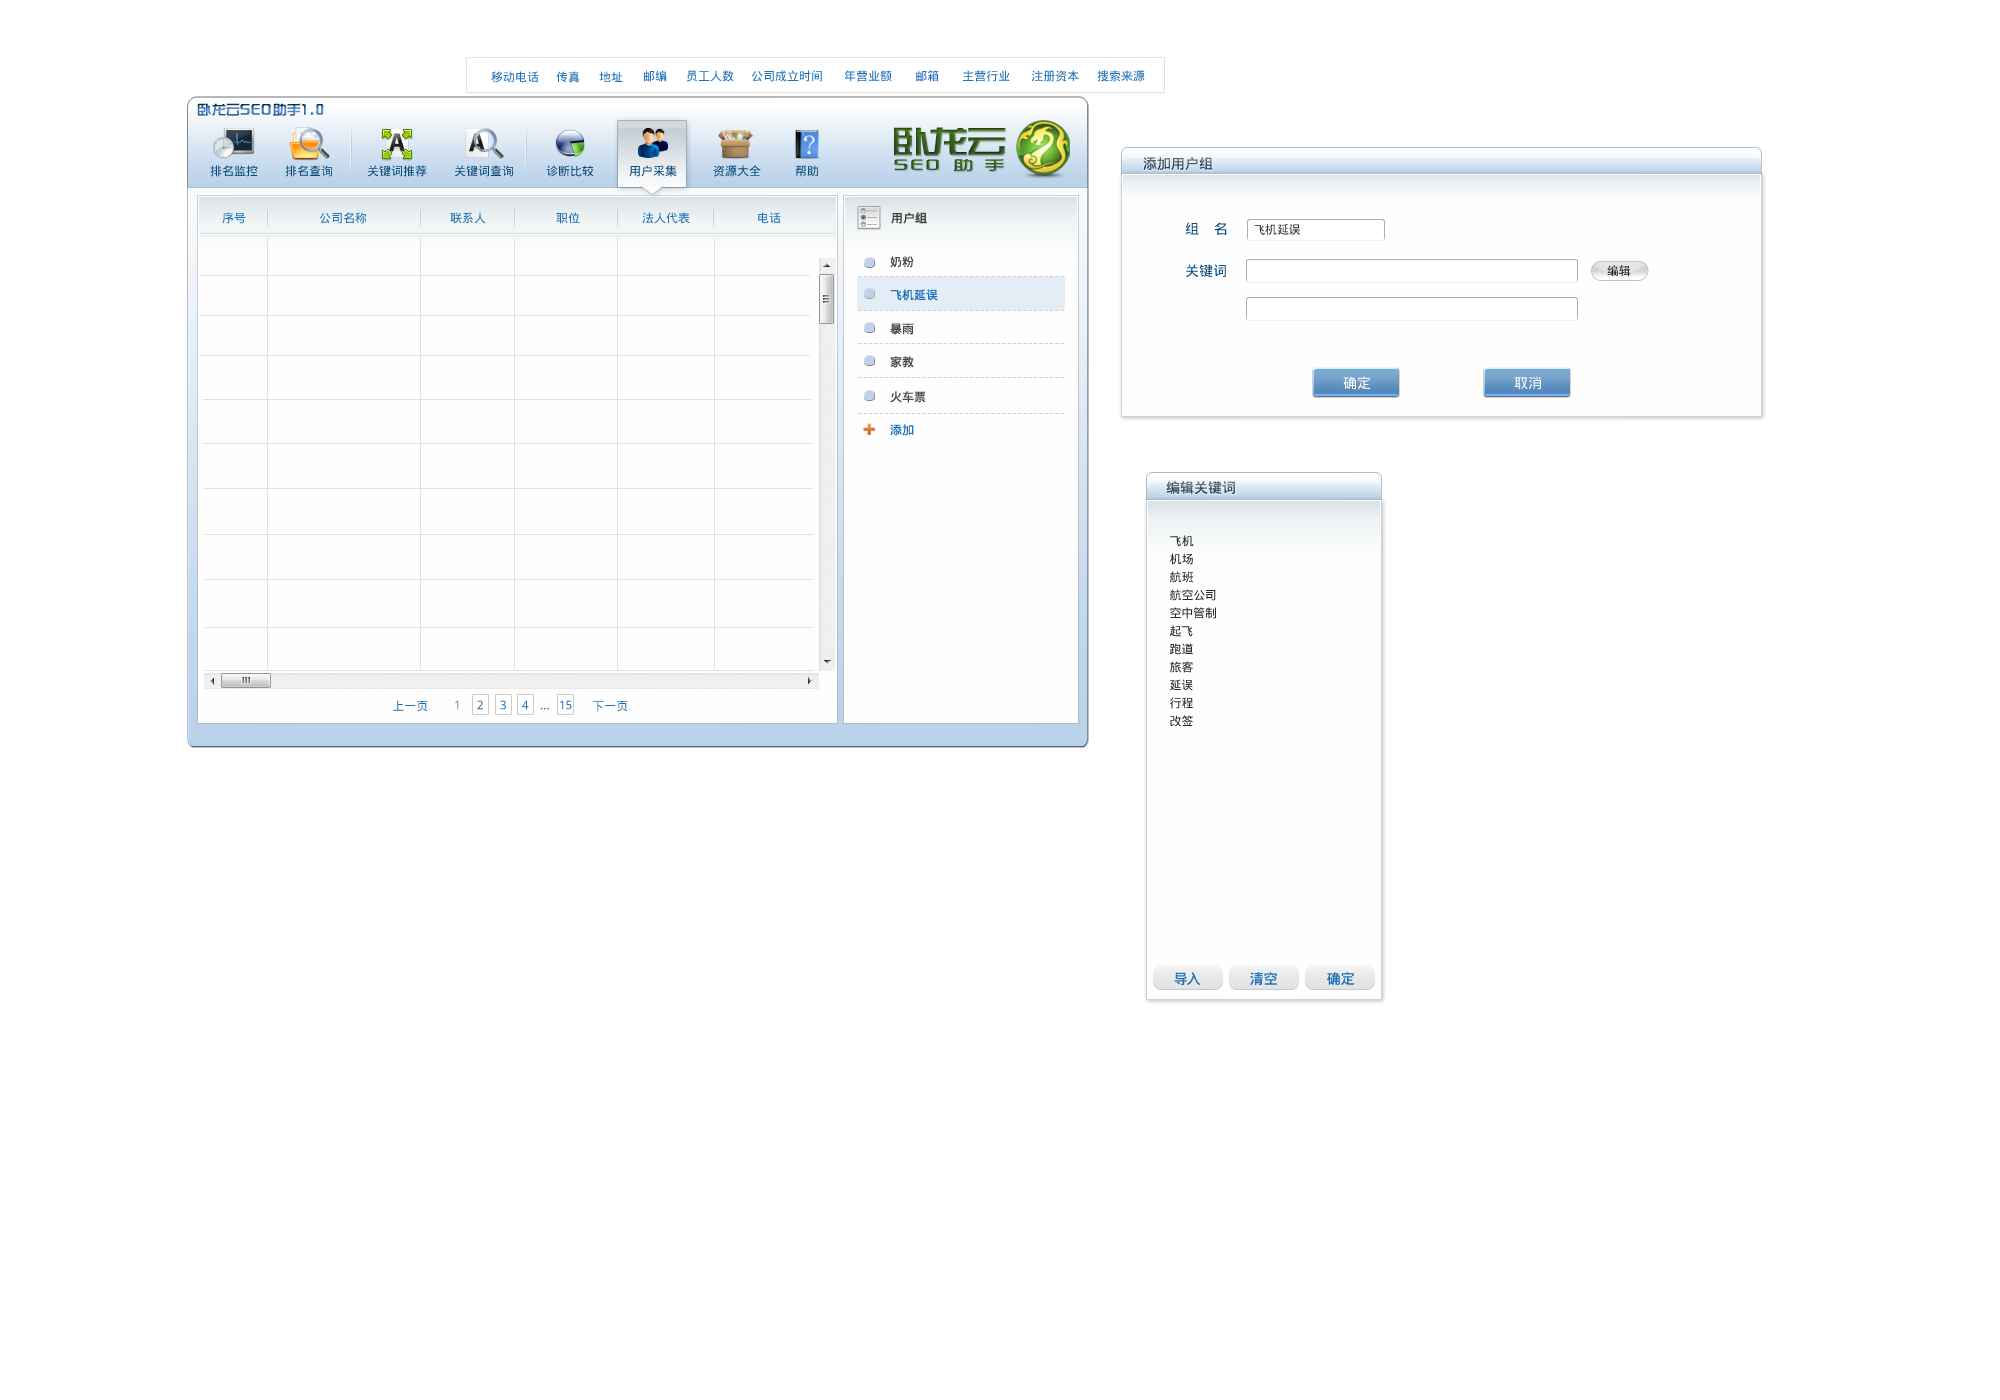 移动电话 传真 地址 邮编 员工人数 公司成立时间 年营业额 邮箱 主营行业 注册资本 搜索来源
卧龙云SEO助手1.0
排名监控 排名查询 关键词推荐 关键词查询 诊断比较 用户采集 资源大全 帮助
卧龙云
SEO 助 手
序号 公司名称 联系人 职位 法人代表 电话
用户组
奶粉
飞机延误
暴雨
家教
火车票
添加
上一页 1 2 3 4 ... 15 下一页
添加用户组
组 名 飞机延误
关键词 编辑
确定 取消
编辑关键词
飞机
机场
航班
航空公司
空中管制
起飞
跑道
旅客
延误
行程
改签
导入 清空 确定